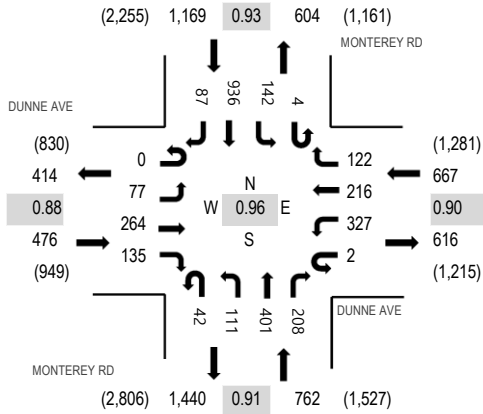 (2,255) 1,169 0.93 604 (1,161)
MONTEREY RD
87 936 142 4
DUNNE AVE
(830)
414
0.88
476
(949)
0
77
264
135
N
W 0.96 E
S
122
216
327
2
(1,281)
667
0.90
616
(1,215)
42 111 401 208
DUNNE AVE
MONTEREY RD
(2,806) 1,440 0.91 762 (1,527)